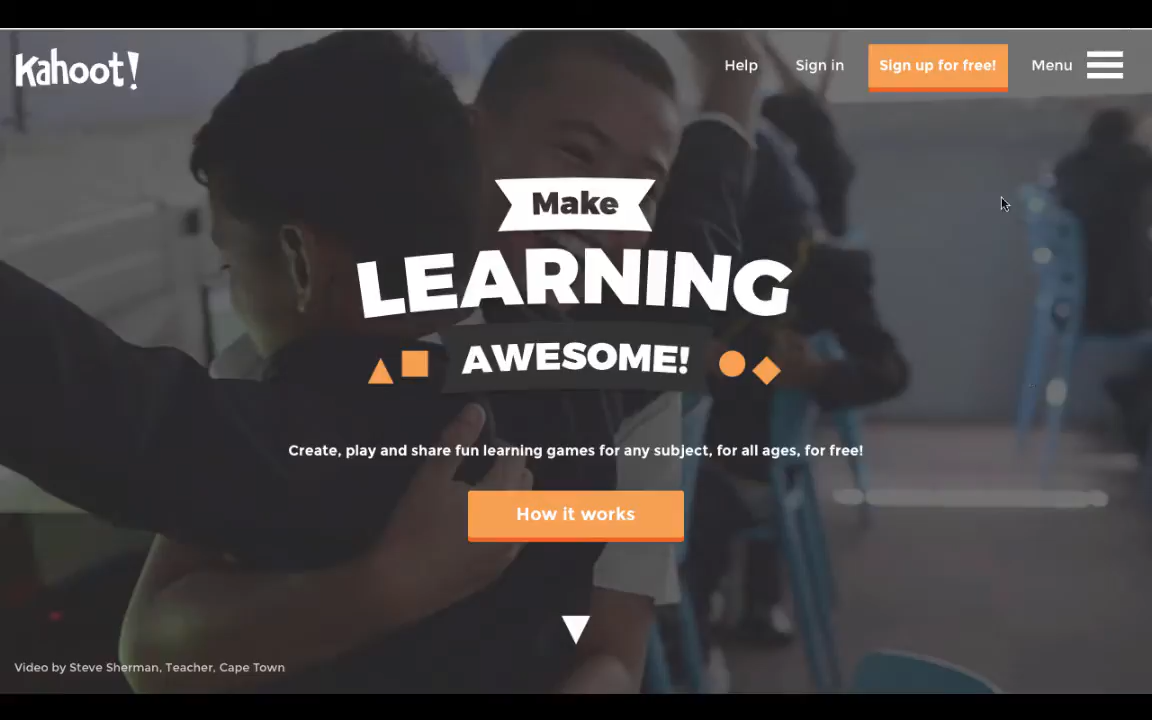 Kahoot!
Help
Sign in
Sign up for free!
Menu
Make
LEARNING
AWESOME!
Create, play and share fun learning games for any subject, for all ages, for free!
How it works
Video by Steve Sherman, Teacher, Cape Town